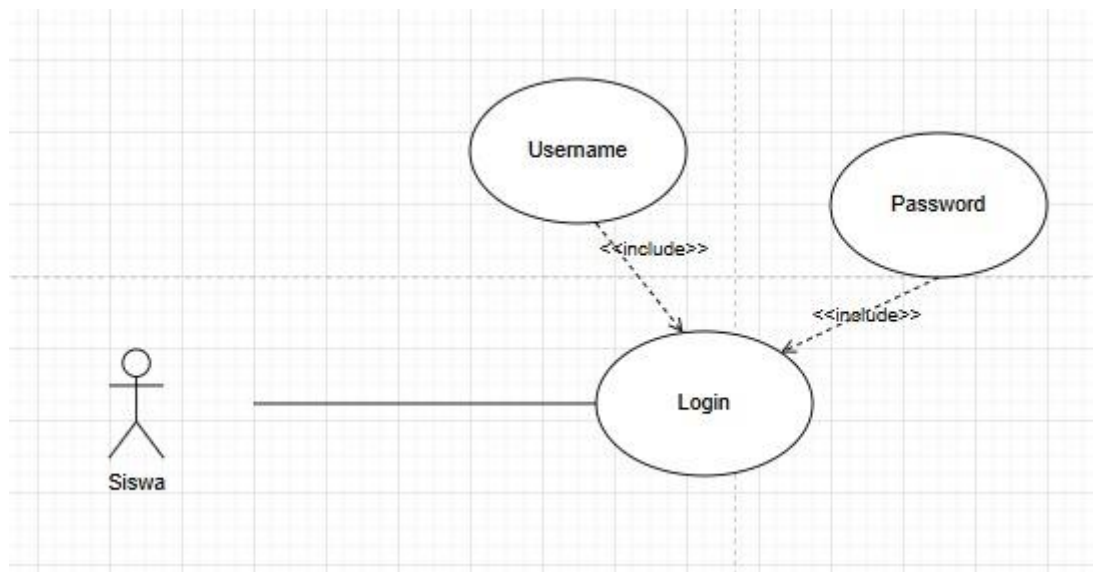 Username
Password
<<include>>
<<include>>
Login
Siswa